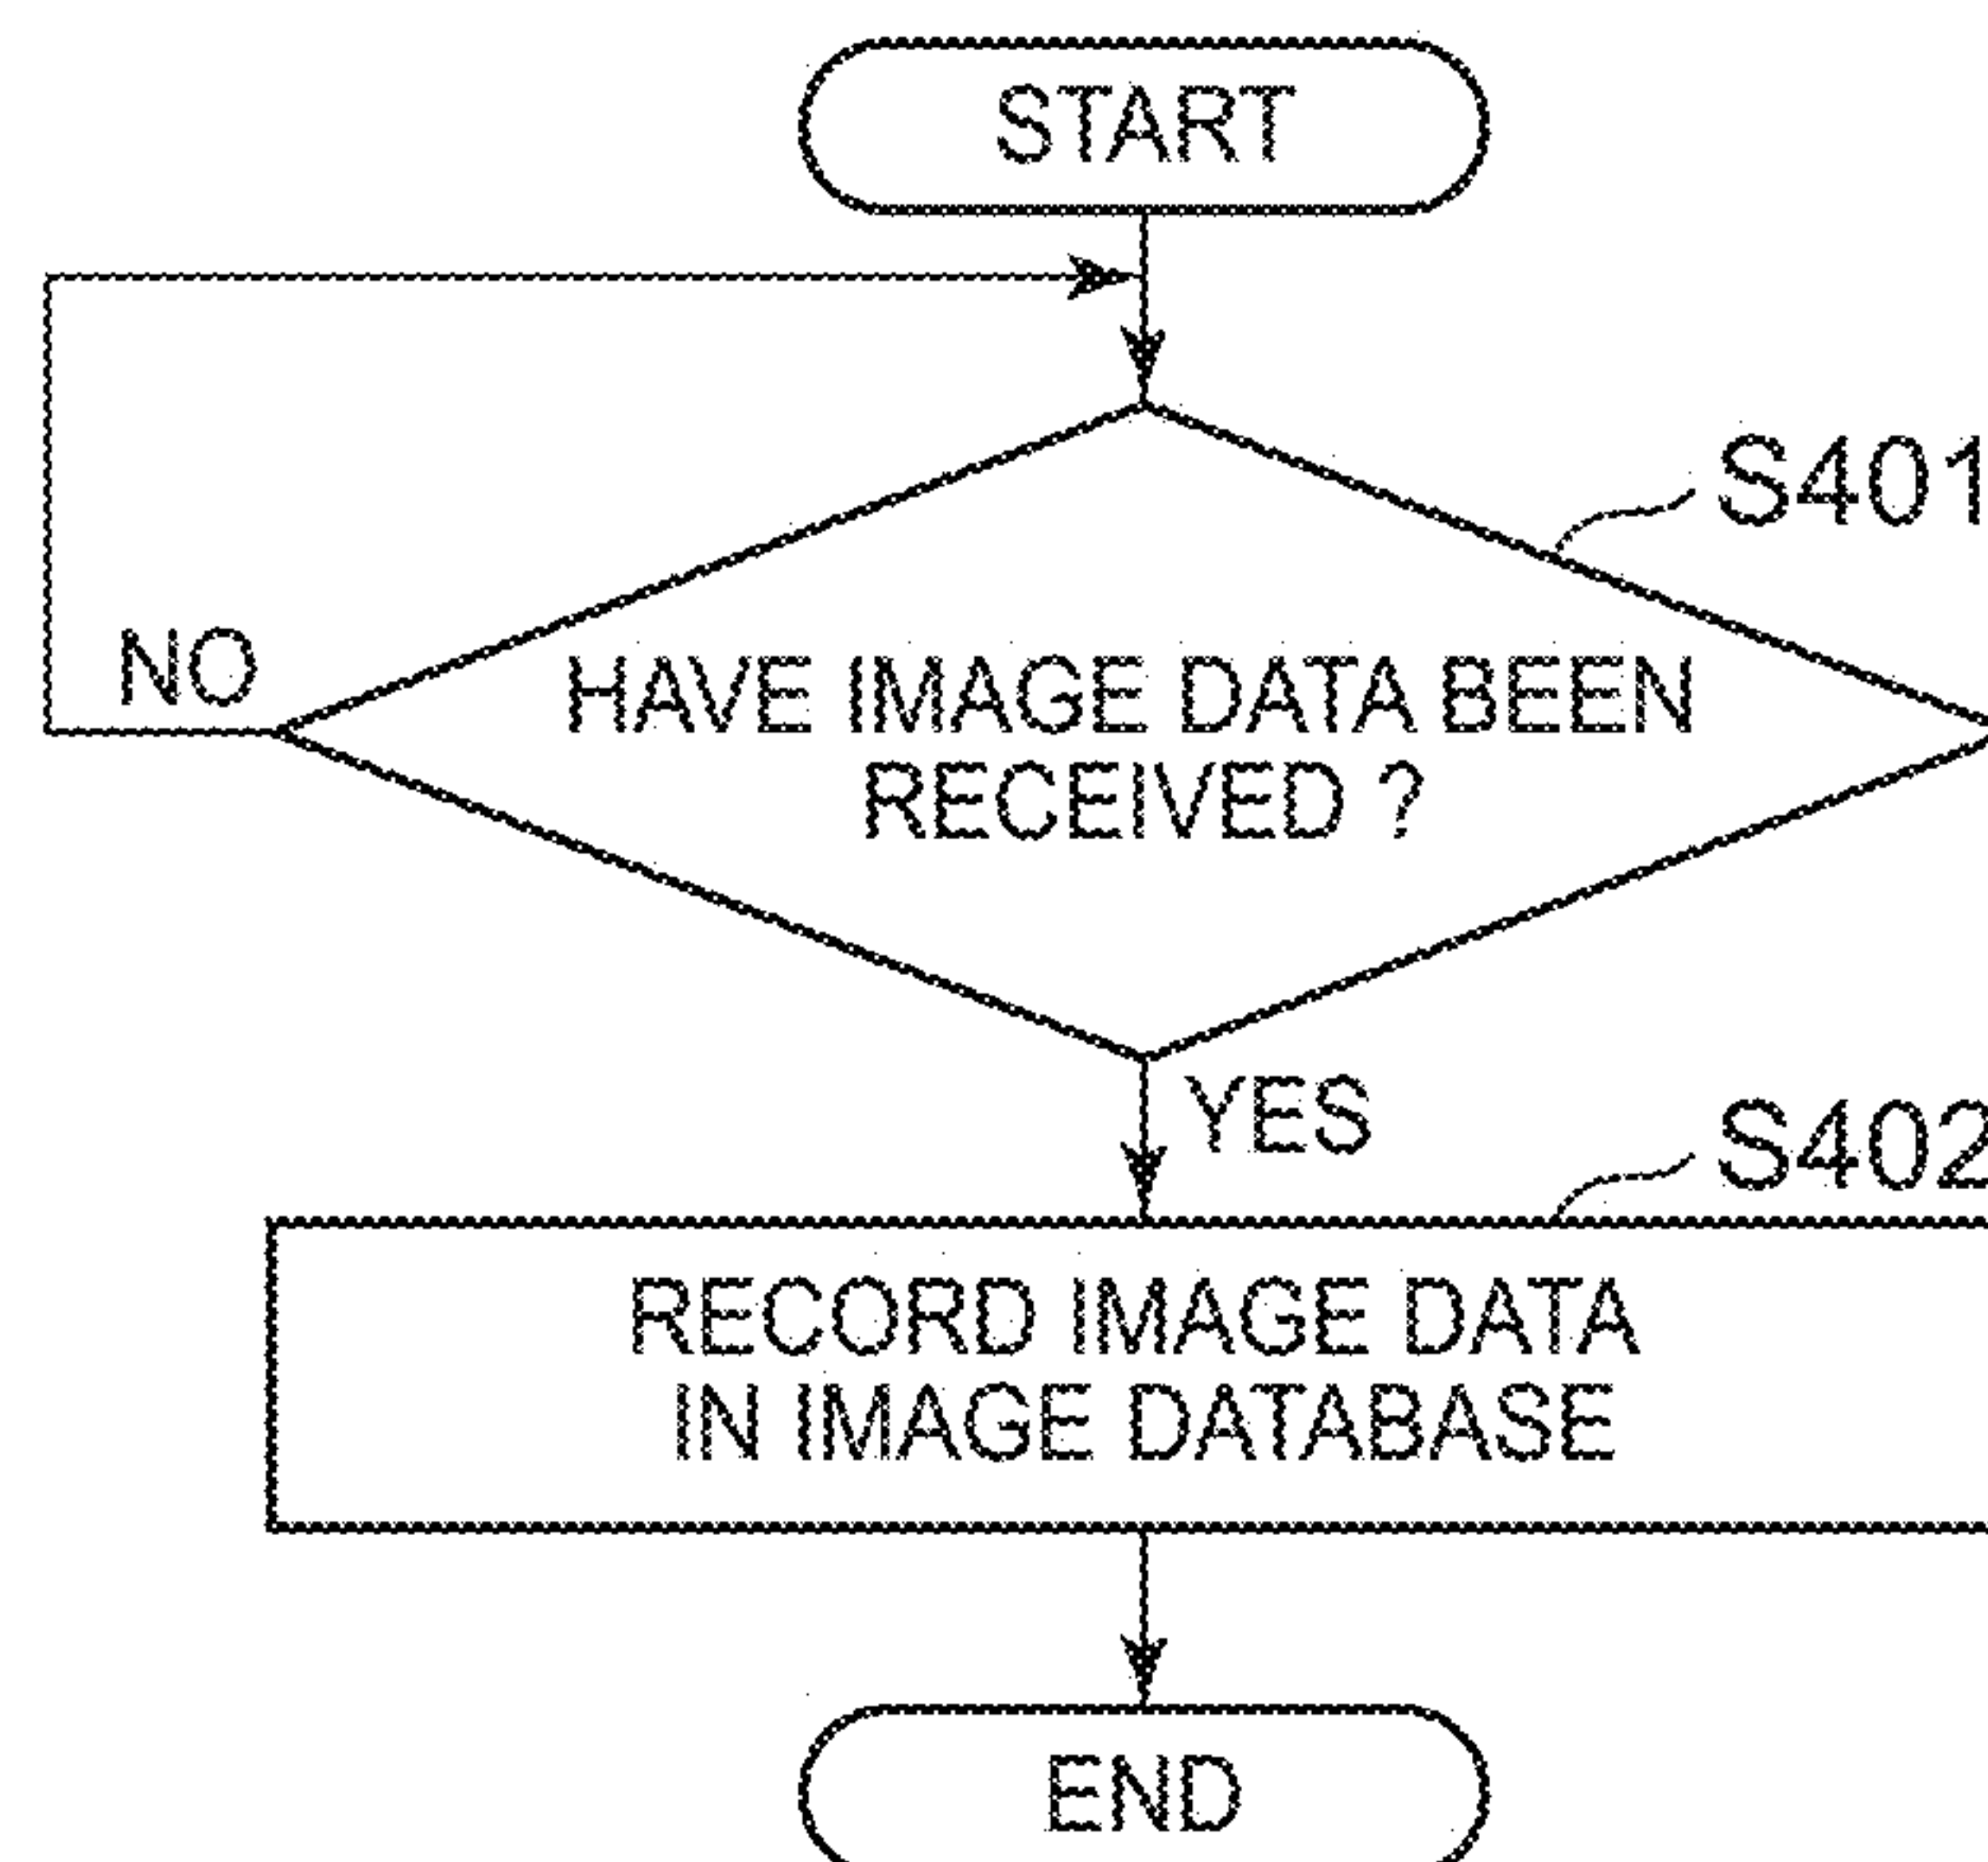 START
S401
NO
HAVE IMAGE DATA BEEN
RECEIVED ?
YES
S402
RECORD IMAGE DATA
IN IMAGE DATABASE
END